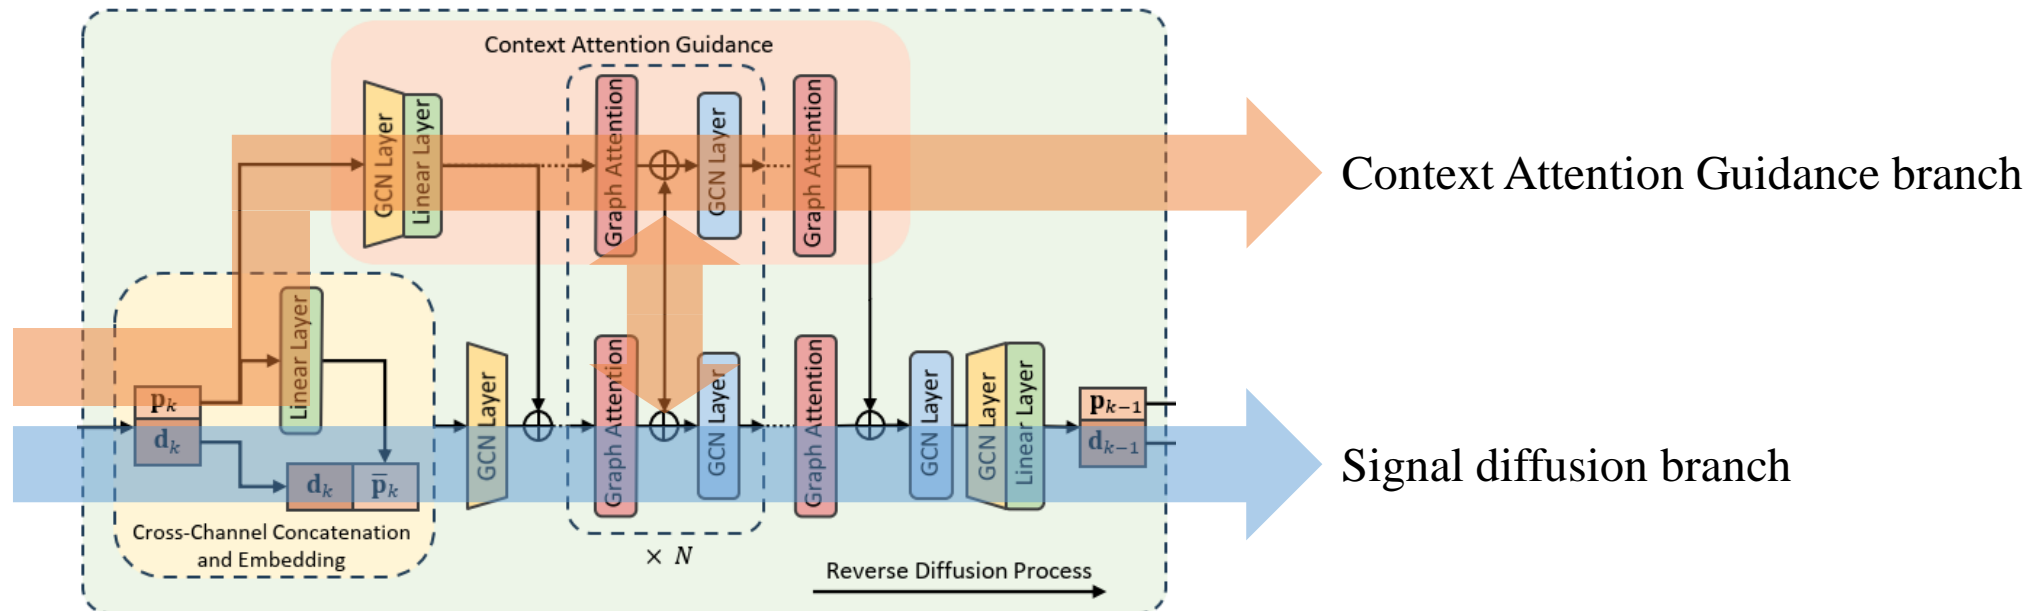 Context Attention Guidance
GCN Layer
Linear Layer
Graph Attention
GCN Layer
Graph Attention
Context Attention Guidance branch
Linear Layer
p_k
d_k
d_k p̅_k
Cross-Channel Concatenation
and Embedding
GCN Layer
Graph Attention
GCN Layer
× N
Graph Attention
GCN Layer
GCN Layer
Linear Layer
p_{k−1}
d_{k−1}
Signal diffusion branch
Reverse Diffusion Process